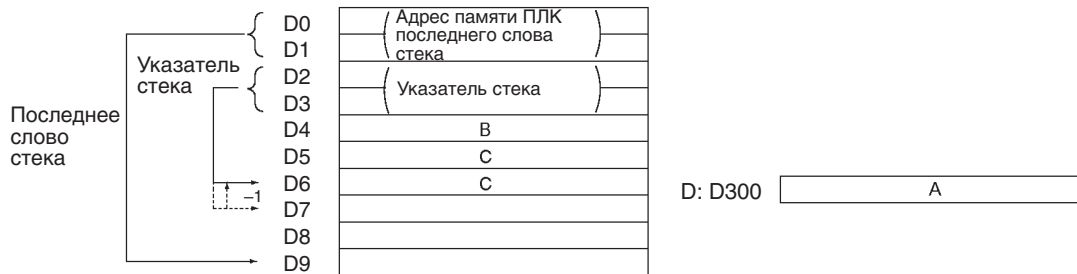 D0
Адрес памяти ПЛК
последнего слова
стека
D1
Указатель
стека
D2
Указатель стека
D3
Последнее
слово
стека
D4
B
D5
C
D6
C
–1
D7
D: D300
A
D8
D9